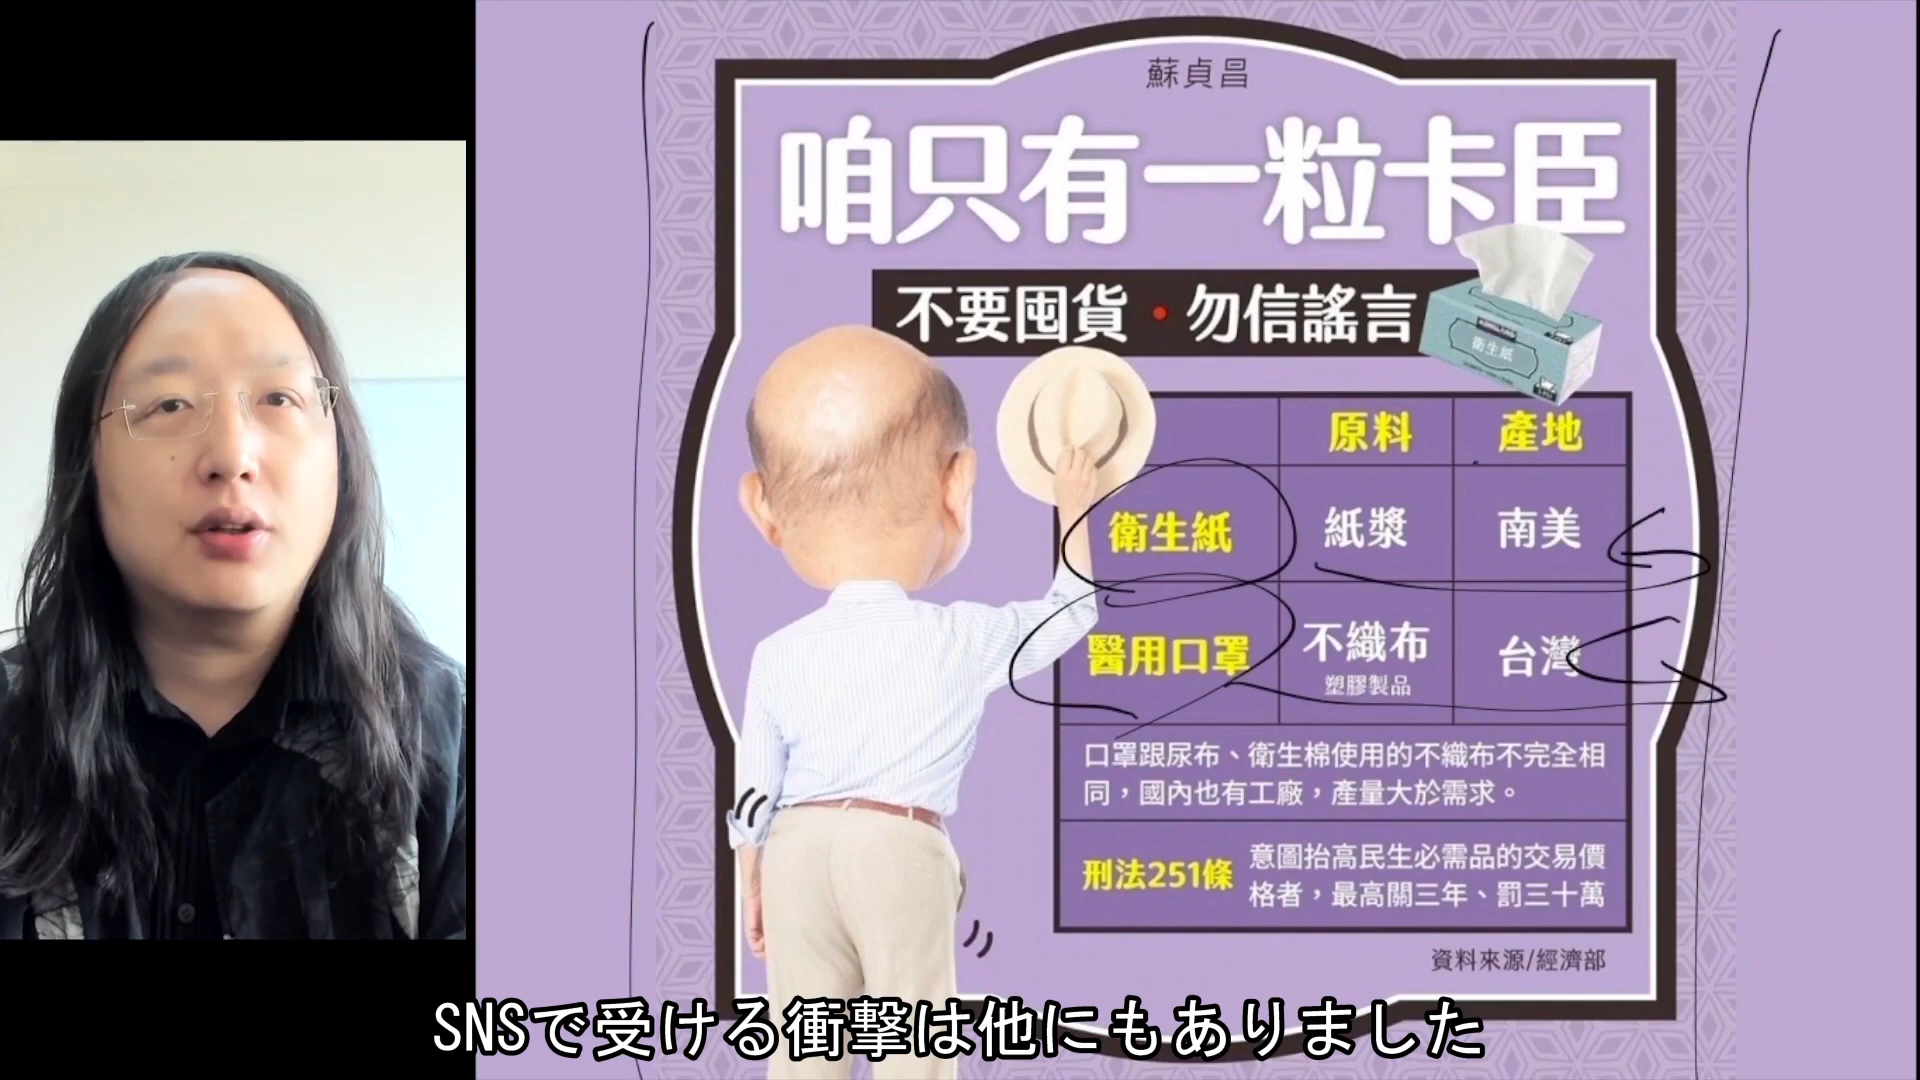 蘇貞昌
咱只有一粒卡臣
不要囤貨・勿信謠言
衛生紙
原料 產地
衛生紙 紙漿 南美
醫用口罩 不織布 台灣
塑膠製品
口罩跟尿布、衛生棉使用的不織布不完全相
同，國內也有工廠，產量大於需求。
刑法251條 意圖抬高民生必需品的交易價
格者，最高關三年、罰三十萬
資料來源/經濟部
SNSで受ける衝撃は他にもありました